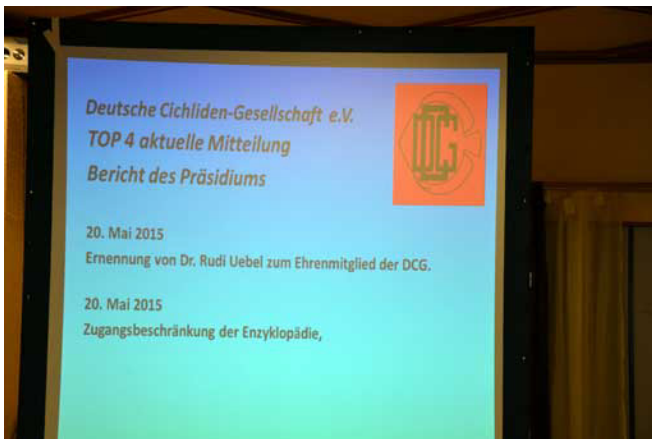 Deutsche Cichliden-Gesellschaft e.V.
TOP 4 aktuelle Mitteilung
Bericht des Präsidiums
DCG
20. Mai 2015
Ernennung von Dr. Rudi Uebel zum Ehrenmitglied der DCG.
20. Mai 2015
Zugangsbeschränkung der Enzyklopädie,